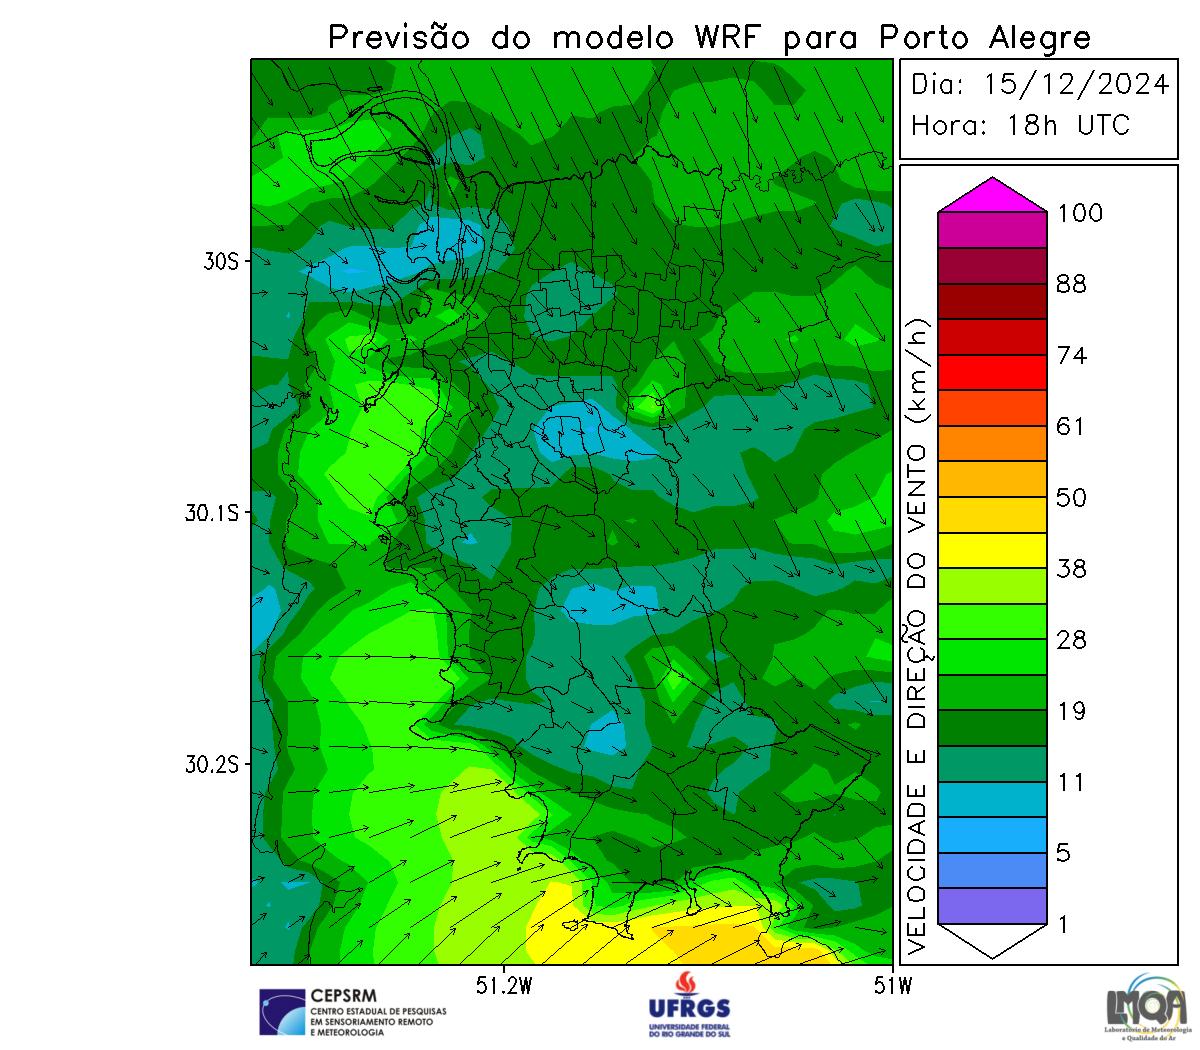 Previsão do modelo WRF para Porto Alegre
Dia: 15/12/2024
Hora: 18h UTC
30S
30.1S
30.2S
51.2W
51W
VELOCIDADE E DIREÇÃO DO VENTO (km/h)
100
88
74
61
50
38
28
19
11
5
1
CEPSRM
CENTRO ESTADUAL DE PESQUISAS
EM SENSORIAMENTO REMOTO
E METEOROLOGIA
UFRGS
UNIVERSIDADE FEDERAL
DO RIO GRANDE DO SUL
LMQA
Laboratório de Meteorologia
e Qualidade do Ar